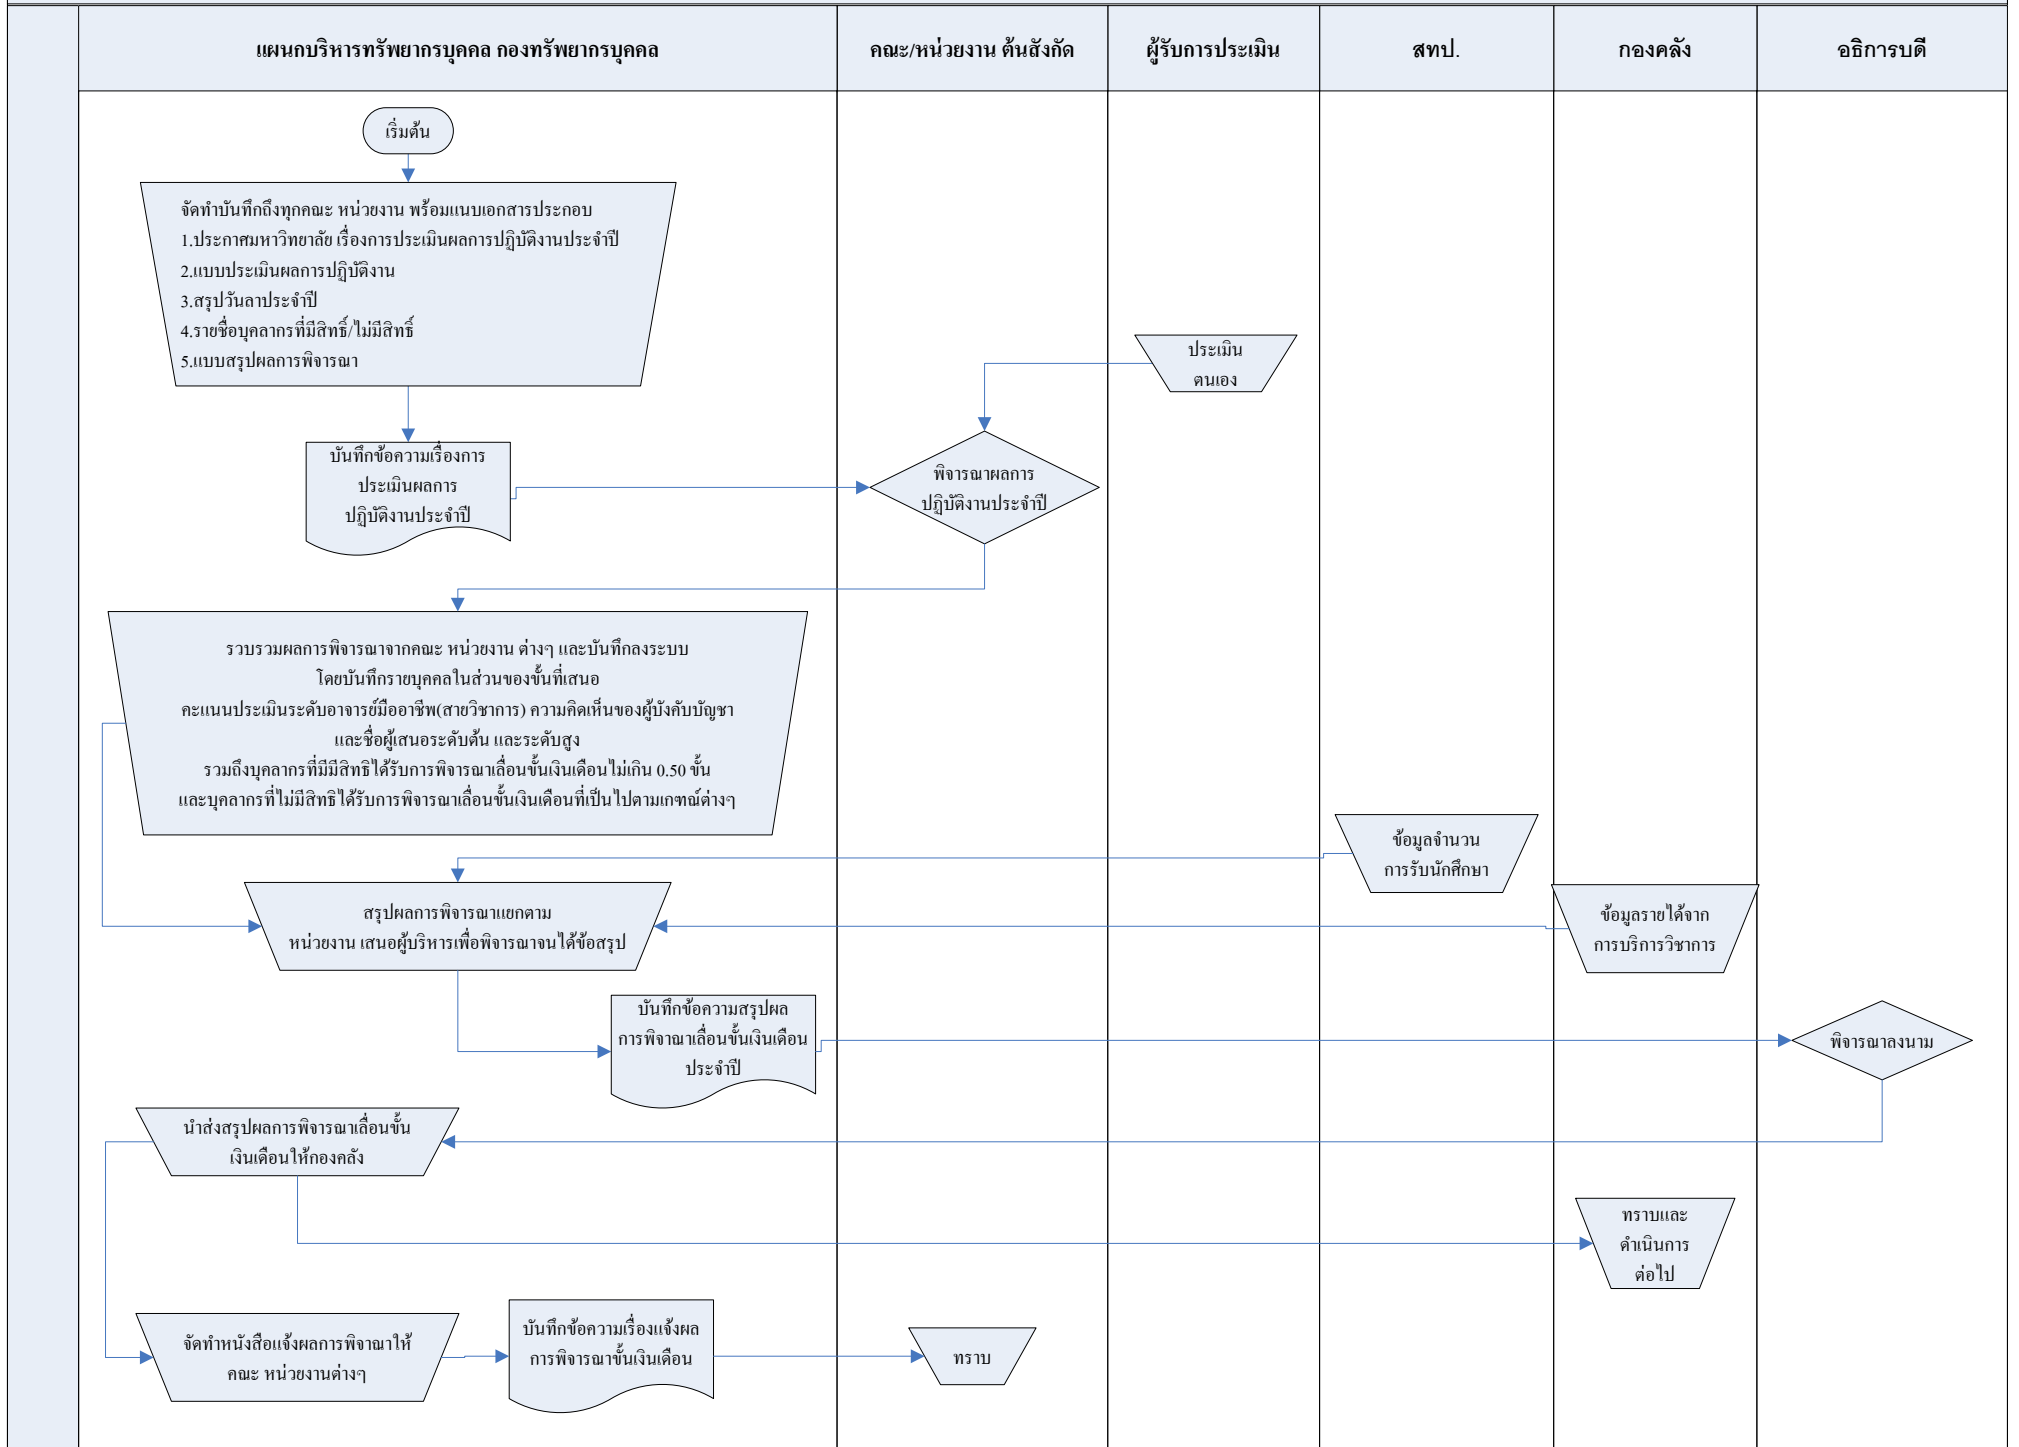 แผนกบริหารทรัพยากรบุคคล กองทรัพยากรบุคคล
คณะ/หน่วยงาน ต้นสังกัด
ผู้รับการประเมิน
สทป.
กองคลัง
อธิการบดี
เริ่มต้น
จัดทำบันทึกถึงทุกคณะ หน่วยงาน พร้อมแนบเอกสารประกอบ
1.ประกาศมหาวิทยาลัย เรื่องการประเมินผลการปฏิบัติงานประจำปี
2.แบบประเมินผลการปฏิบัติงาน
3.สรุปวันลาประจำปี
4.รายชื่อบุคลากรที่มีสิทธิ์/ไม่มีสิทธิ์
5.แบบสรุปผลการพิจารณา
ประเมิน
ตนเอง
บันทึกข้อความเรื่องการ
ประเมินผลการ
ปฏิบัติงานประจำปี
พิจารณาผลการ
ปฏิบัติงานประจำปี
รวบรวมผลการพิจารณาจากคณะ หน่วยงาน ต่างๆ และบันทึกลงระบบ
โดยบันทึกรายบุคคลในส่วนของขั้นที่เสนอ
คะแนนประเมินระดับอาจารย์มืออาชีพ(สายวิชาการ) ความคิดเห็นของผู้บังคับบัญชา
และชื่อผู้เสนอระดับต้น และระดับสูง
รวมถึงบุคลากรที่มีมีสิทธิได้รับการพิจารณาเลื่อนขั้นเงินเดือนไม่เกิน 0.50 ขั้น
และบุคลากรที่ไม่มีสิทธิได้รับการพิจารณาเลื่อนขั้นเงินเดือนที่เป็นไปตามเกฑณ์ต่างๆ
ข้อมูลจำนวน
การรับนักศึกษา
สรุปผลการพิจารณาแยกตาม
หน่วยงาน เสนอผู้บริหารเพื่อพิจารณาจนได้ข้อสรุป
ข้อมูลรายได้จาก
การบริการวิชาการ
บันทึกข้อความสรุปผล
การพิจาณาเลื่อนขั้นเงินเดือน
ประจำปี
พิจารณาลงนาม
นำส่งสรุปผลการพิจารณาเลื่อนขั้น
เงินเดือนให้กองคลัง
ทราบและ
ดำเนินการ
ต่อไป
จัดทำหนังสือแจ้งผลการพิจาณาให้
คณะ หน่วยงานต่างๆ
บันทึกข้อความเรื่องแจ้งผล
การพิจารณาขั้นเงินเดือน
ทราบ